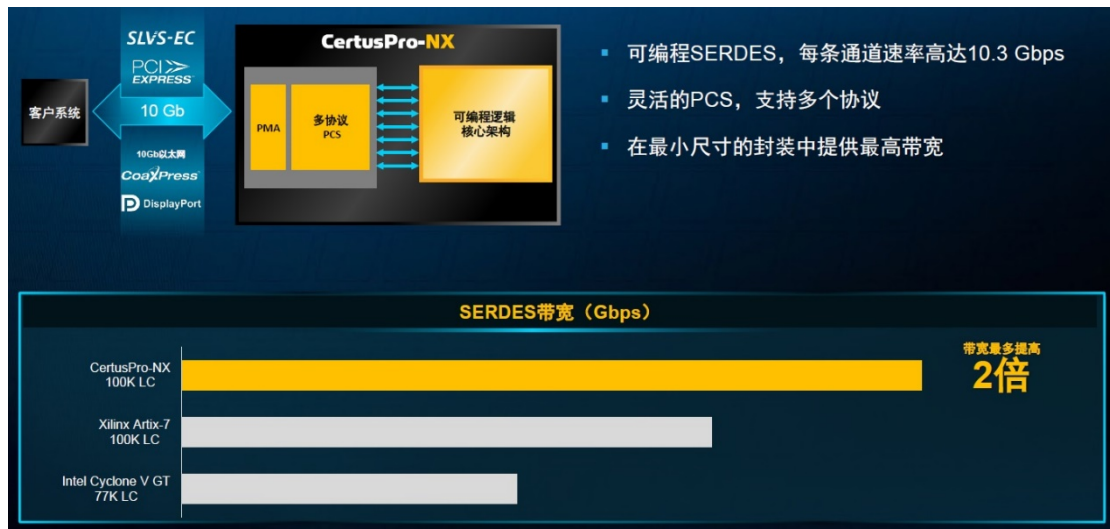 SLVS-EC
PCI
EXPRESS
客户系统
10 Gb
10Gb以太网
CoaXPress
DisplayPort
CertusPro-NX
PMA
多协议
PCS
可编程逻辑
核心架构
可编程SERDES，每条通道速率高达10.3 Gbps
灵活的PCS，支持多个协议
在最小尺寸的封装中提供最高带宽
SERDES带宽（Gbps）
CertusPro-NX
100K LC
Xilinx Artix-7
100K LC
Intel Cyclone V GT
77K LC
带宽最多提高
2倍